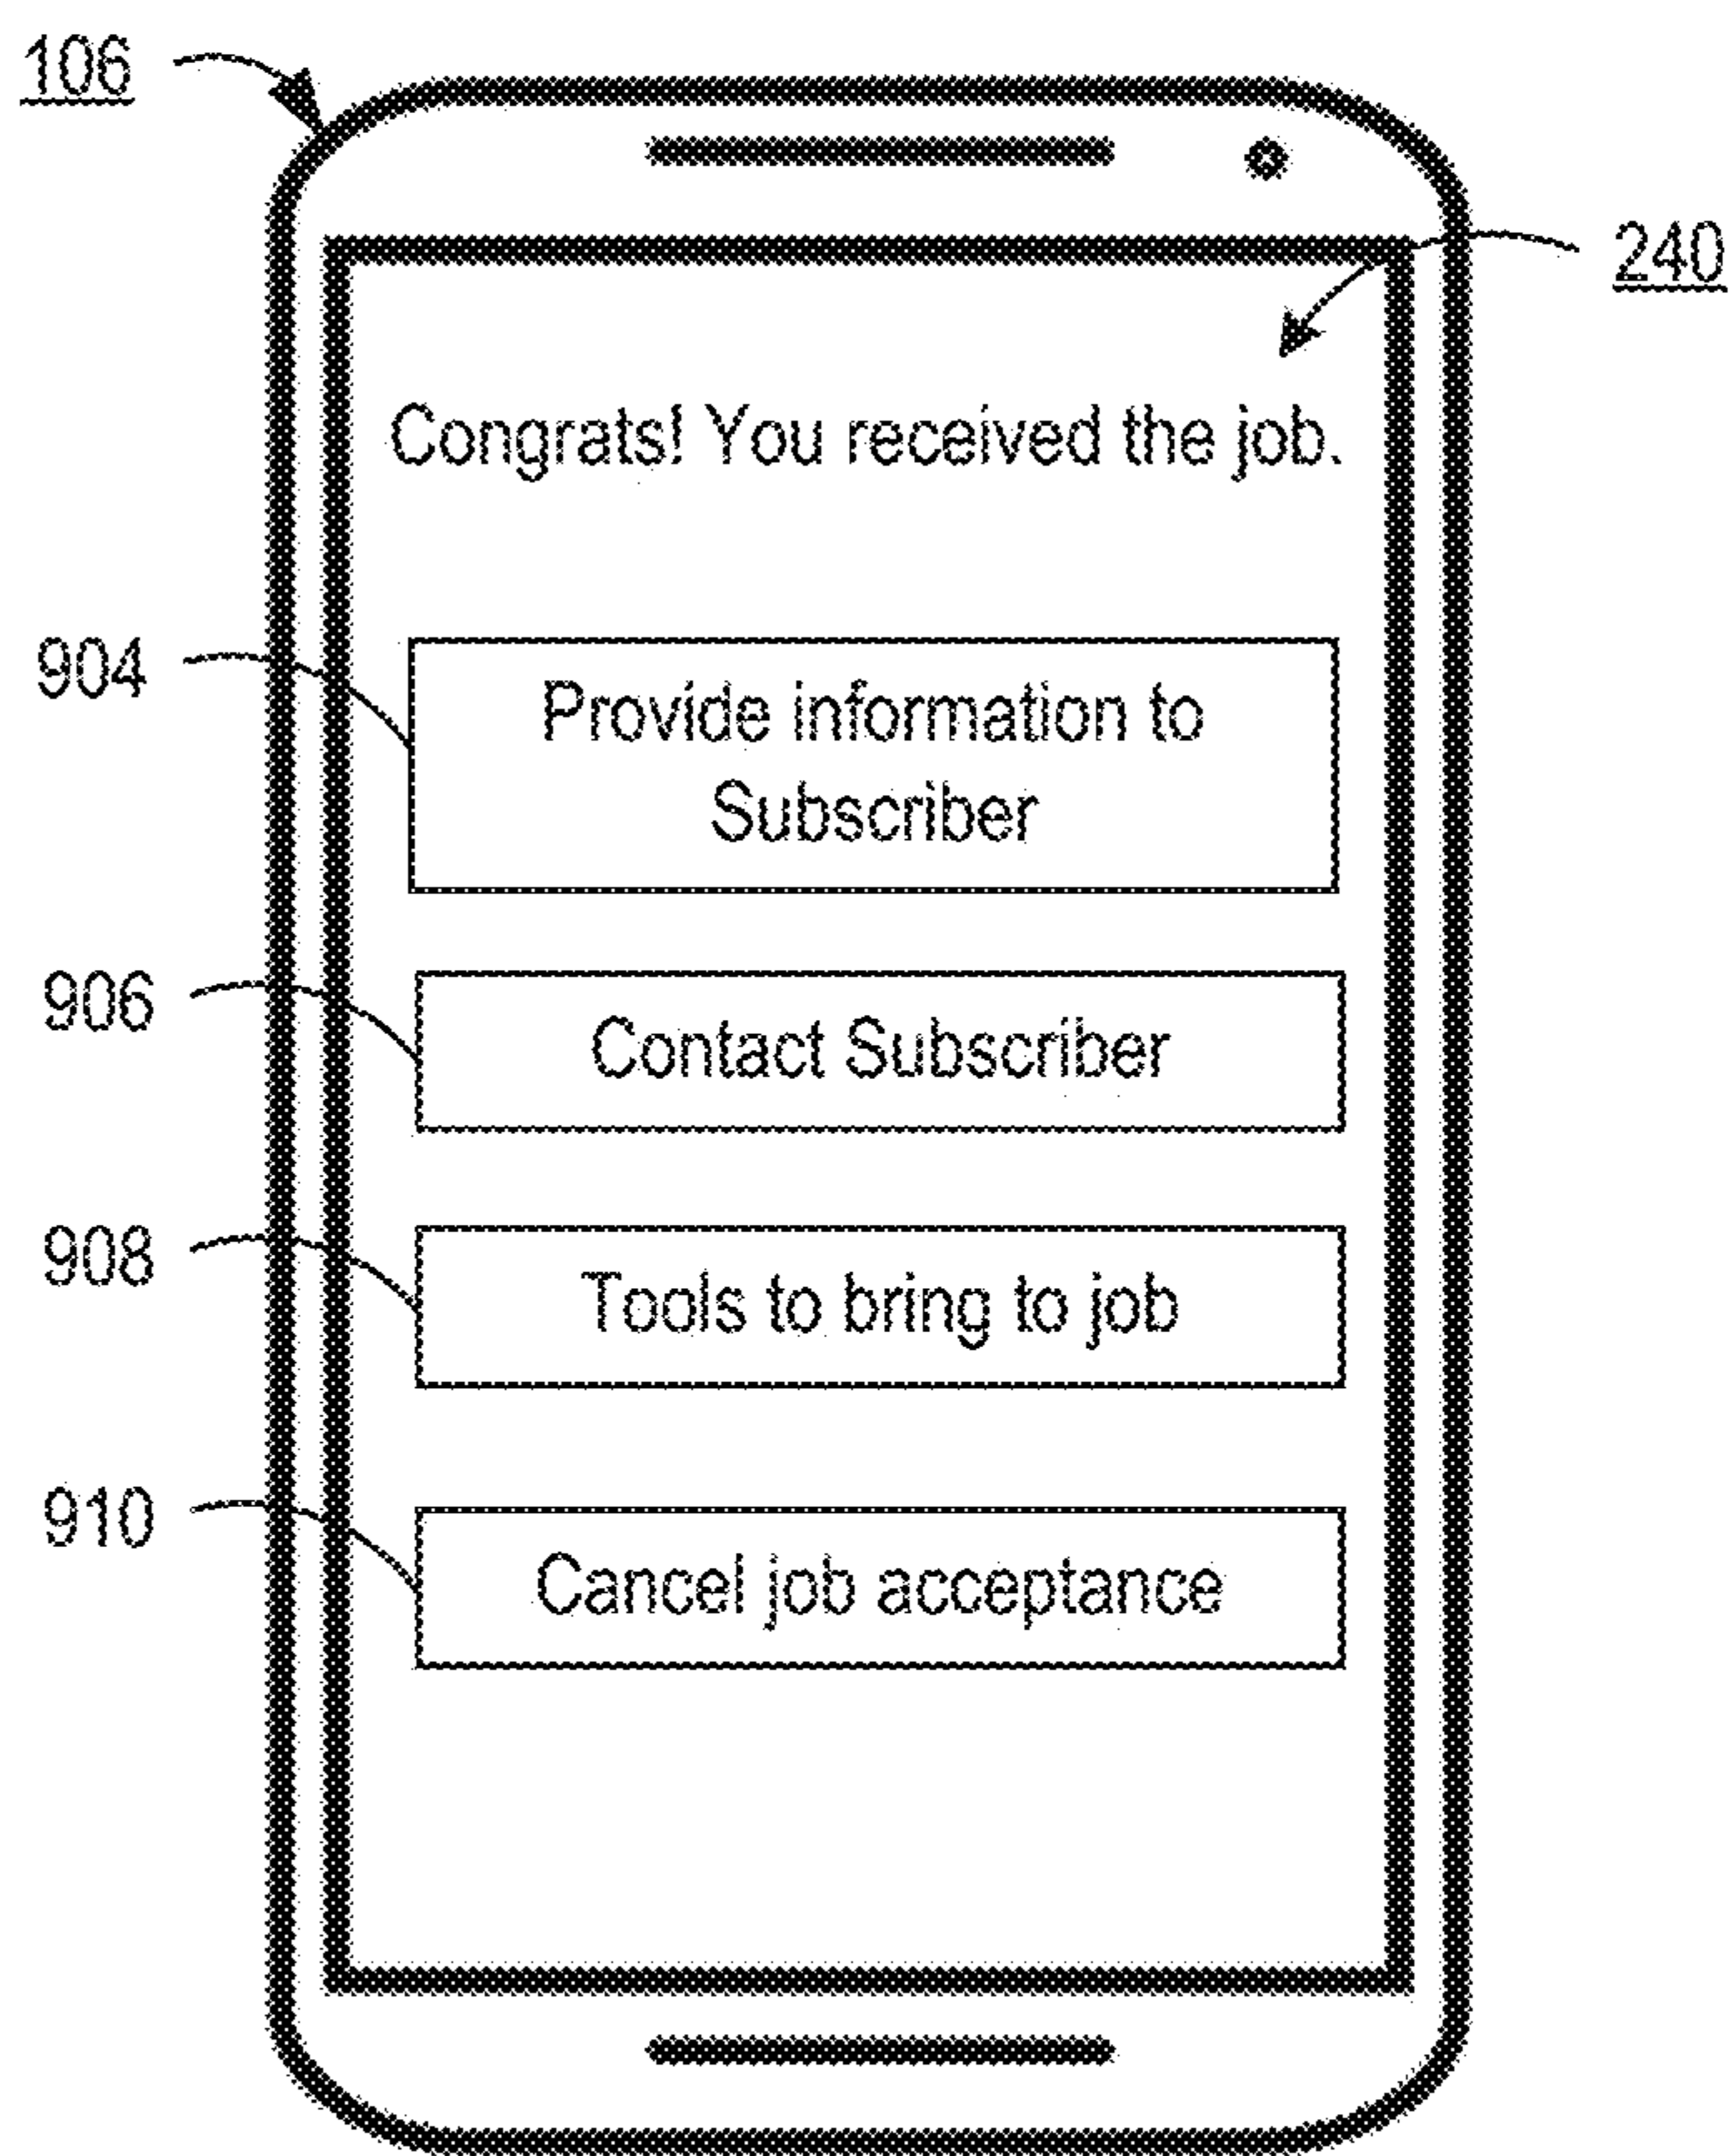 106
240
Congrats! You received the job.
904
Provide information to
Subscriber
906
Contact Subscriber
908
Tools to bring to job
910
Cancel job acceptance